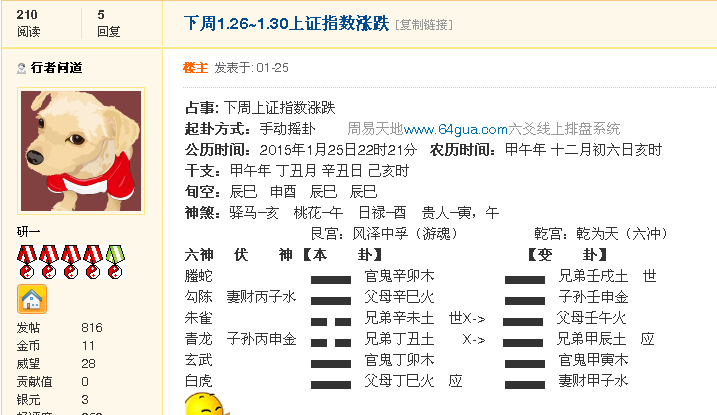 210
阅读
5
回复
下周1.26~1.30上证指数涨跌 [复制链接]
行者问道
楼主 发表于: 01-25
占事: 下周上证指数涨跌
起卦方式: 手动摇卦 周易天地www.64gua.com六爻线上排盘系统
公历时间: 2015年1月25日22时21分 农历时间: 甲午年 十二月初六日亥时
干支: 甲午年 丁丑月 辛丑日 己亥时
旬空: 辰巳 申酉 辰巳 辰巳
神煞: 驿马-亥 桃花-午 日禄-酉 贵人-寅, 午
艮宫: 风泽中孚 (游魂) 乾宫: 乾为天 (六冲)
六神 伏 神 【本 卦】 【变 卦】
螣蛇 官鬼辛卯木 兄弟壬戌土 世
勾陈 妻财丙子水 父母辛巳火 子孙壬申金
朱雀 兄弟辛未土 世X-> 父母壬午火
青龙 子孙丙申金 兄弟丁丑土 X-> 兄弟甲辰土 应
玄武 官鬼丁卯木 官鬼甲寅木
白虎 父母丁巳火 应 妻财甲子水
研一
发帖 816
金币 11
威望 28
贡献值 0
银元 3